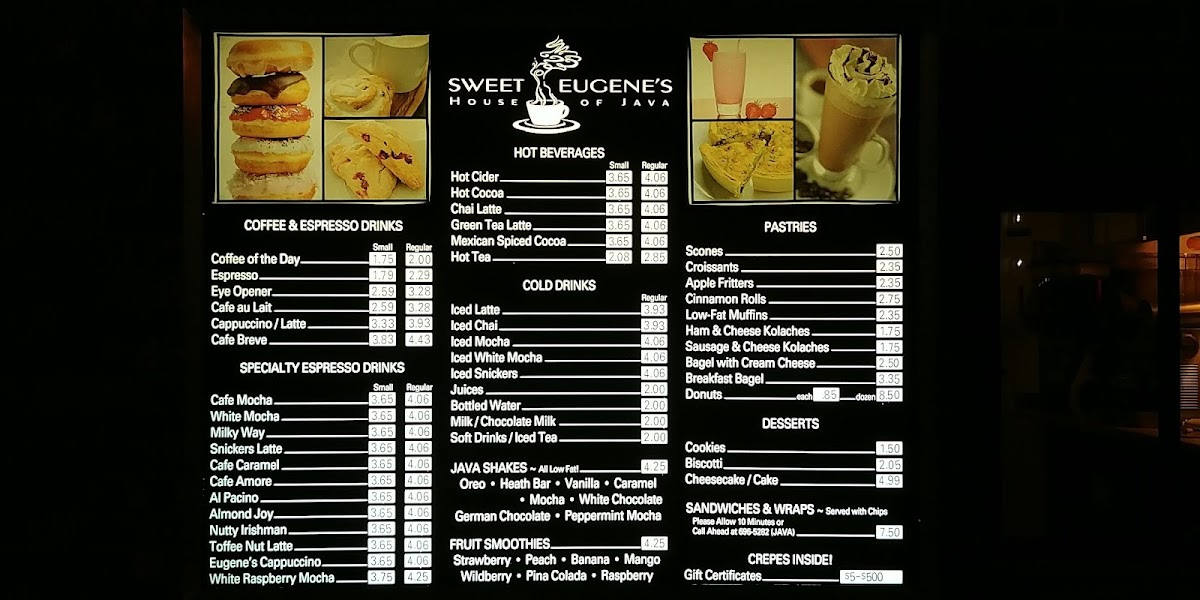 SWEET EUGENE'S
HOUSE OF JAVA
COFFEE & ESPRESSO DRINKS
Small Regular
Coffee of the Day 1.75 2.00
Espresso 1.79 2.29
Eye Opener 2.59 3.28
Cafe au Lait 2.59 3.28
Cappuccino / Latte 3.33 3.93
Cafe Breve 3.83 4.43
SPECIALTY ESPRESSO DRINKS
Small Regular
Cafe Mocha 3.65 4.06
White Mocha 3.65 4.06
Milky Way 3.65 4.06
Snickers Latte 3.65 4.06
Cafe Caramel 3.65 4.06
Cafe Amore 3.65 4.06
Al Pacino 3.65 4.06
Almond Joy 3.65 4.06
Nutty Irishman 3.65 4.06
Toffee Nut Latte 3.65 4.06
Eugene's Cappuccino 3.65 4.06
White Raspberry Mocha 3.75 4.25
HOT BEVERAGES
Small Regular
Hot Cider 3.65 4.06
Hot Cocoa 3.65 4.06
Chai Latte 3.65 4.06
Green Tea Latte 3.65 4.06
Mexican Spiced Cocoa 3.65 4.06
Hot Tea 2.08 2.85
COLD DRINKS
Regular
Iced Latte 3.93
Iced Chai 3.93
Iced Mocha 4.06
Iced White Mocha 4.06
Iced Snickers 4.06
Juices 2.00
Bottled Water 2.00
Milk / Chocolate Milk 2.00
Soft Drinks / Iced Tea 2.00
JAVA SHAKES ~ All Low Fat! 4.25
Oreo • Heath Bar • Vanilla • Caramel
• Mocha • White Chocolate
German Chocolate • Peppermint Mocha
FRUIT SMOOTHIES 4.25
Strawberry • Peach • Banana • Mango
Wildberry • Pina Colada • Raspberry
PASTRIES
Scones 2.50
Croissants 2.35
Apple Fritters 2.35
Cinnamon Rolls 2.75
Low-Fat Muffins 2.35
Ham & Cheese Kolaches 1.75
Sausage & Cheese Kolaches 1.75
Bagel with Cream Cheese 2.50
Breakfast Bagel 3.35
Donuts each .85 dozen 8.50
DESSERTS
Cookies 1.50
Biscotti 2.05
Cheesecake / Cake 4.99
SANDWICHES & WRAPS ~ Served with Chips
Please Allow 10 Minutes or
Call Ahead at 696-5282 (JAVA) 7.50
CREPES INSIDE!
Gift Certificates $5-$500